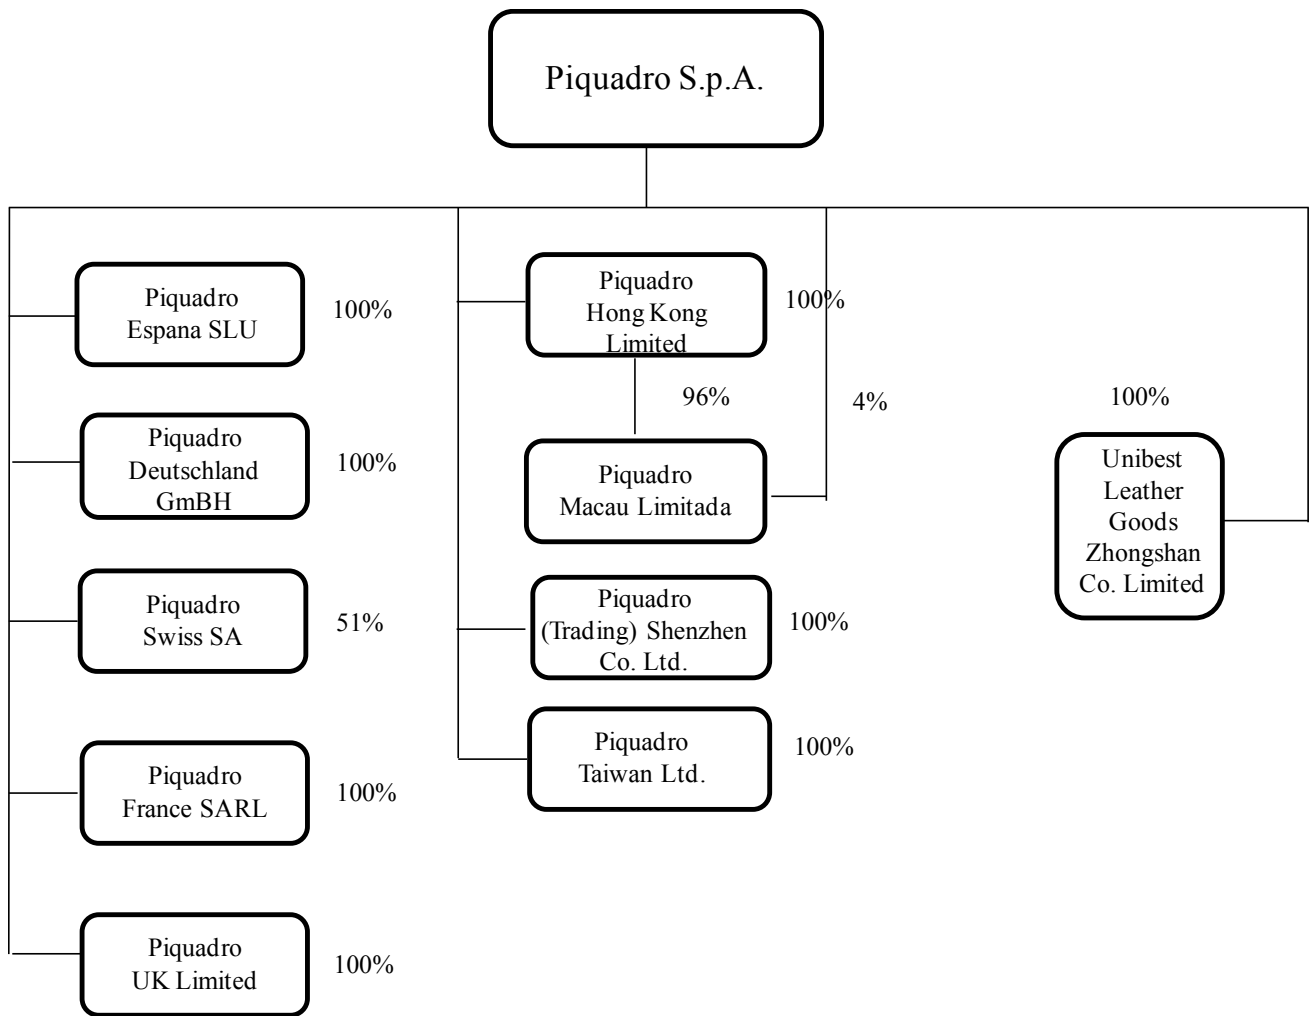 Piquadro S.p.A.
Piquadro
Espana SLU
100%
Piquadro
Deutschland
GmBH
100%
Piquadro
Swiss SA
51%
Piquadro
France SARL
100%
Piquadro
UK Limited
100%
Piquadro
Hong Kong
Limited
100%
96%
4%
Piquadro
Macau Limitada
Piquadro
(Trading) Shenzhen
Co. Ltd.
100%
Piquadro
Taiwan Ltd.
100%
100%
Unibest
Leather
Goods
Zhongshan
Co. Limited